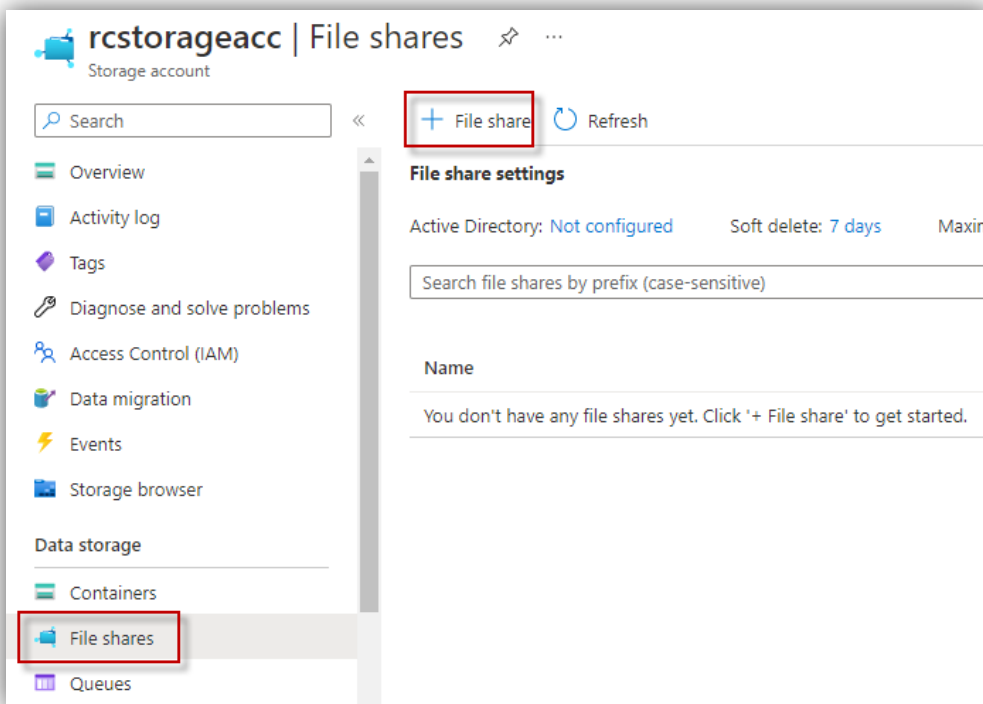 rcstorageacc | File shares
Storage account
Search
Overview
Activity log
Tags
Diagnose and solve problems
Access Control (IAM)
Data migration
Events
Storage browser
Data storage
Containers
File shares
Queues
File share
Refresh
File share settings
Active Directory: Not configured Soft delete: 7 days
Search file shares by prefix (case-sensitive)
Name
You don't have any file shares yet. Click '+ File share' to get started.